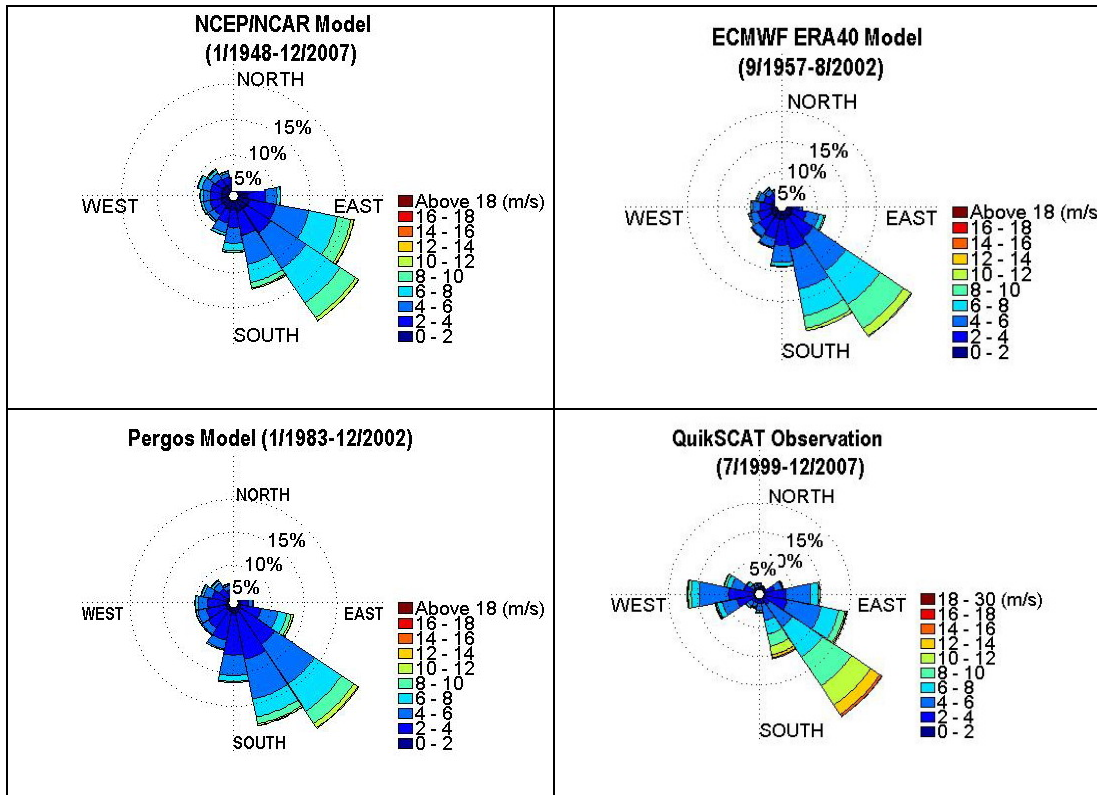 NCEP/NCAR Model
(1/1948-12/2007)
NORTH
15%
10%
5%
WEST
EAST
SOUTH
Above 18 (m/s)
16 - 18
14 - 16
12 - 14
10 - 12
8 - 10
6 - 8
4 - 6
2 - 4
0 - 2
ECMWF ERA40 Model
(9/1957-8/2002)
NORTH
15%
10%
5%
WEST
EAST
SOUTH
Above 18 (m/s
16 - 18
14 - 16
12 - 14
10 - 12
8 - 10
6 - 8
4 - 6
2 - 4
0 - 2
Pergos Model (1/1983-12/2002)
NORTH
15%
10%
5%
WEST
EAST
SOUTH
Above 18 (m/s)
16 - 18
14 - 16
12 - 14
10 - 12
8 - 10
6 - 8
4 - 6
2 - 4
0 - 2
QuikSCAT Observation
(7/1999-12/2007)
NORTH
15%
0%
5%
WEST
EAST
SOUTH
18 - 30 (m/s)
16 - 18
14 - 16
12 - 14
10 - 12
8 - 10
6 - 8
4 - 6
2 - 4
0 - 2